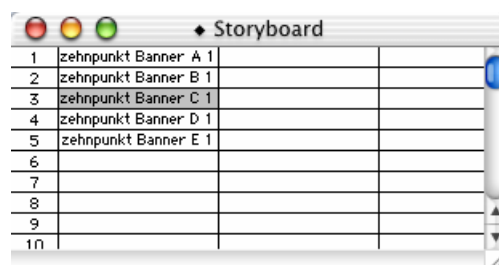 ◆ Storyboard
1 zehnpunkt Banner A 1
2 zehnpunkt Banner B 1
3 zehnpunkt Banner C 1
4 zehnpunkt Banner D 1
5 zehnpunkt Banner E 1
6
7
8
9
10